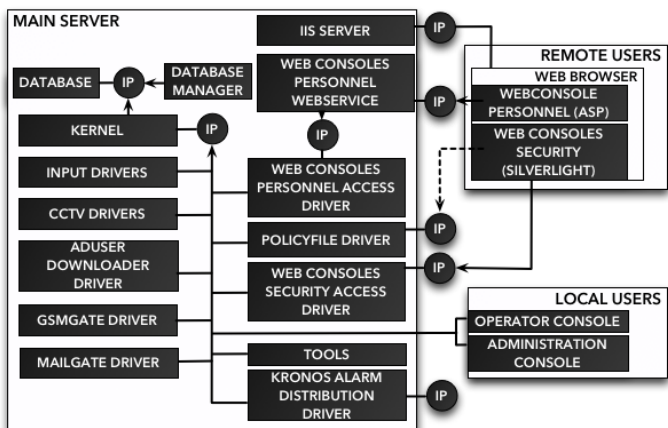 MAIN SERVER
IIS SERVER
IP
REMOTE USERS
WEB BROWSER
DATABASE
IP
DATABASE
MANAGER
WEB CONSOLES
PERSONNEL
WEBSERVICE
IP
WEBCONSOLE
PERSONNEL (ASP)
KERNEL
IP
IP
WEB CONSOLES
SECURITY
(SILVERLIGHT)
INPUT DRIVERS
WEB CONSOLES
PERSONNEL ACCESS
DRIVER
CCTV DRIVERS
POLICYFILE DRIVER
IP
ADUSER
DOWNLOADER
DRIVER
WEB CONSOLES
SECURITY ACCESS
DRIVER
IP
GSMGATE DRIVER
LOCAL USERS
OPERATOR CONSOLE
MAILGATE DRIVER
TOOLS
ADMINISTRATION
CONSOLE
KRONOS ALARM
DISTRIBUTION
DRIVER
IP